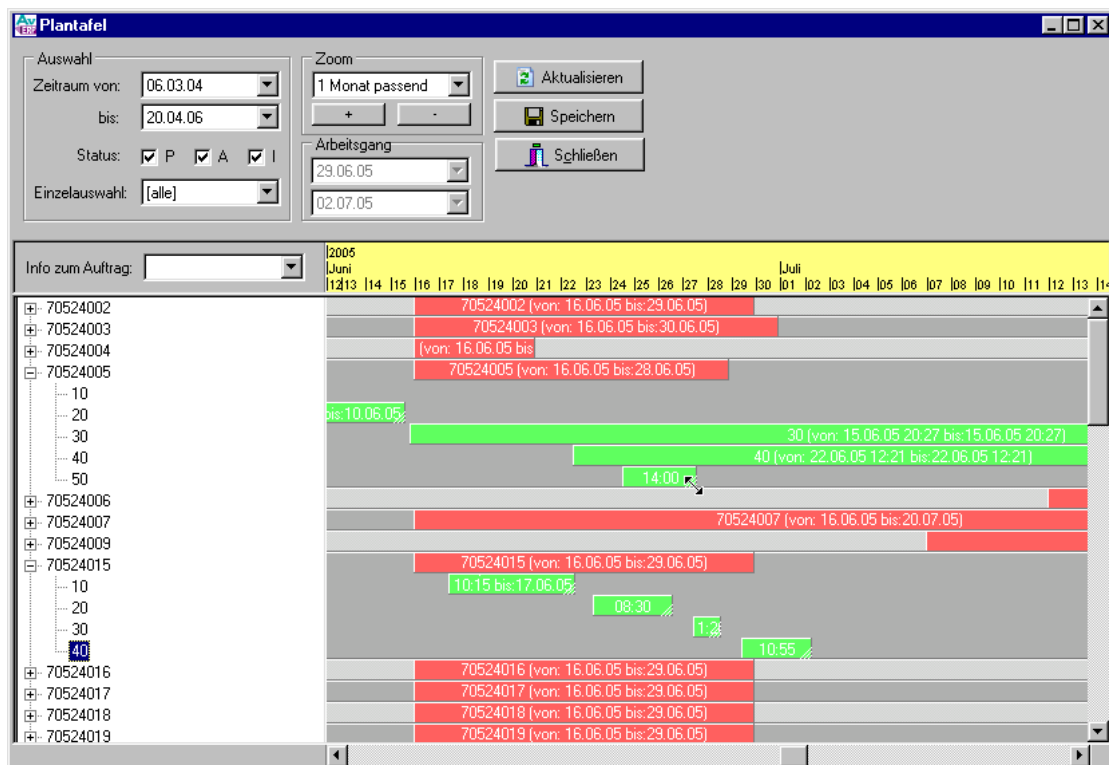 Av ERP Plantafel
Auswahl
Zeitraum von: 06.03.04
bis: 20.04.06
Status: P A I
Einzelauswahl: [alle]
Zoom
1 Monat passend
+ -
Arbeitsgang
29.06.05
02.07.05
Aktualisieren
Speichern
Schließen
Info zum Auftrag:
|2005
|Juni |Juli
|12|13 |14 |15 |16 |17 |18 |19 |20 |21 |22 |23 |24 |25 |26 |27 |28 |29 |30 |01 |02 |03 |04 |05 |06 |07 |08 |09 |10 |11 |12 |13 |14
70524002 70524002 (von: 16.06.05 bis:29.06.05)
70524003 70524003 (von: 16.06.05 bis:30.06.05)
70524004 (von: 16.06.05 bis
70524005 70524005 (von: 16.06.05 bis:28.06.05)
10
20 bis:10.06.05
30 30 (von: 15.06.05 20:27 bis:15.06.05 20:27)
40 40 (von: 22.06.05 12:21 bis:22.06.05 12:21)
50 14:00
70524006
70524007 70524007 (von: 16.06.05 bis:20.07.05)
70524009
70524015 70524015 (von: 16.06.05 bis:29.06.05)
10 10:15 bis:17.06.05
20 08:30
30 1:2
40 10:55
70524016 70524016 (von: 16.06.05 bis:29.06.05)
70524017 70524017 (von: 16.06.05 bis:29.06.05)
70524018 70524018 (von: 16.06.05 bis:29.06.05)
70524019 70524019 (von: 16.06.05 bis:29.06.05)